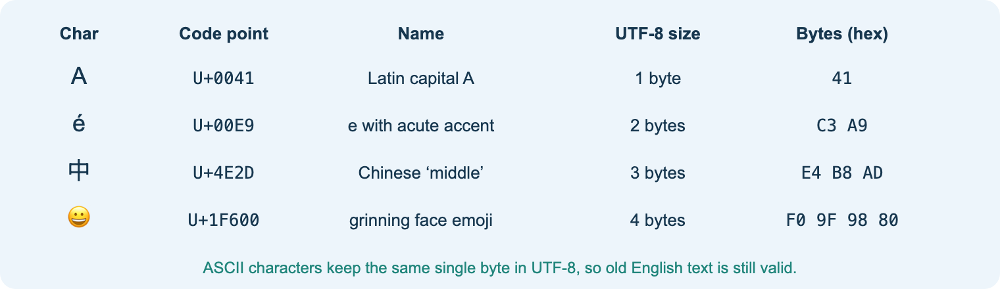 Char Code point Name UTF-8 size Bytes (hex)
A U+0041 Latin capital A 1 byte 41
é U+00E9 e with acute accent 2 bytes C3 A9
中 U+4E2D Chinese ‘middle’ 3 bytes E4 B8 AD
😀 U+1F600 grinning face emoji 4 bytes F0 9F 98 80
ASCII characters keep the same single byte in UTF-8, so old English text is still valid.